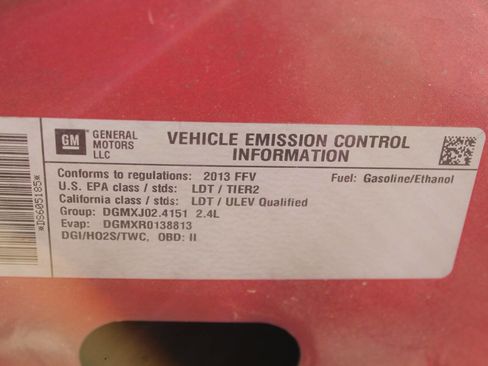 GM
GENERAL MOTORS LLC
VEHICLE EMISSION CONTROL
INFORMATION
Conforms to regulations: 2013 FFV
Fuel: Gasoline/Ethanol
U.S. EPA class / stds: LDT / TIER2
California class / stds: LDT / ULEV Qualified
Group: DGMXJ02.4151 2.4L
Evap: DGMXR0138813
DGI/HO2S/TWC, OBD: II
*DS605185*